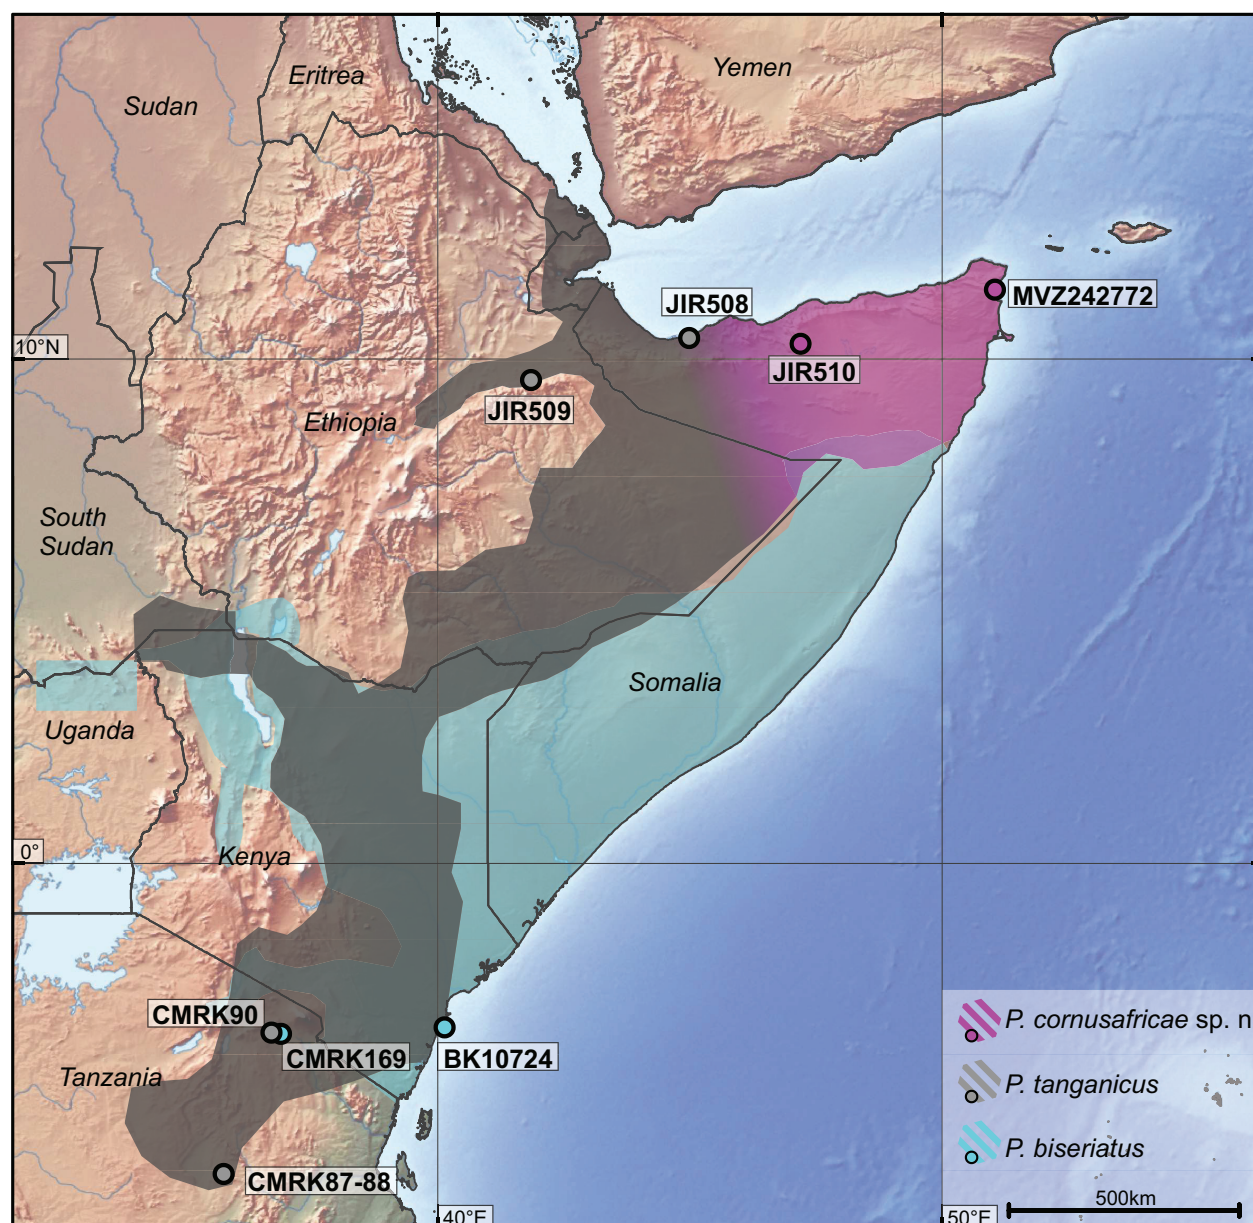 Yemen
Eritrea
Sudan
MVZ242772
JIR508
10°N
JIR510
JIR509
Ethiopia
South
Sudan
Somalia
Uganda
0°
Kenya
CMRK90
CMRK169
BK10724
Tanzania
CMRK87-88
P. cornusafricae sp. n
P. tanganicus
P. biseriatus
500km
40°E
50°E